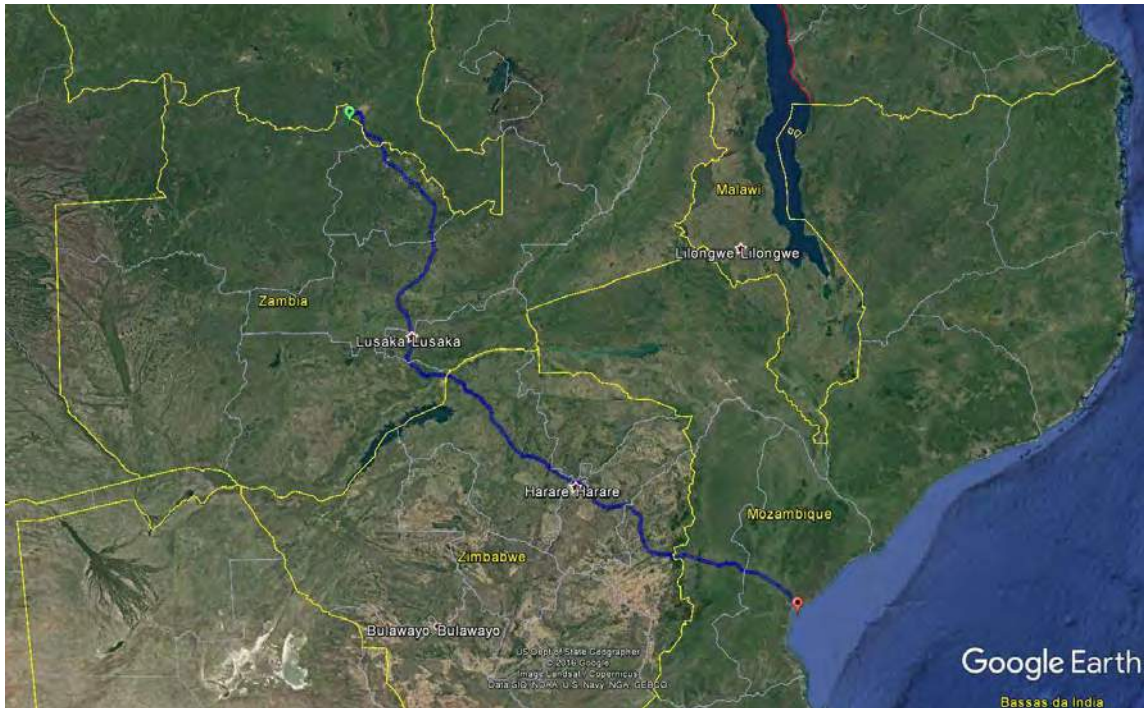 Malawi
Lilongwe Lilongwe
Zambia
Lusaka Lusaka
Harare Harare
Mozambique
Zimbabwe
Bulawayo Bulawayo
US Dept of State Geographer
© 2016 Google
Image Landsat / Copernicus
Data SIO, NOAA, U.S. Navy, NGA, GEBCO
Google Earth
Bassas da India